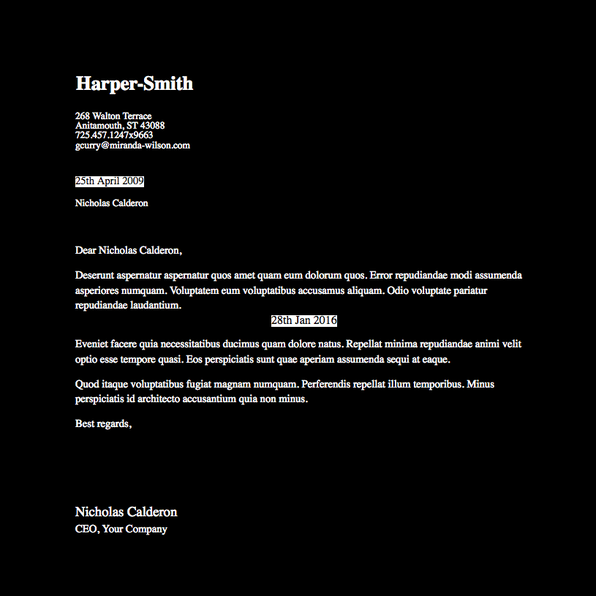 Harper-Smith
268 Walton Terrace
Anitamouth, ST 43088
725.457.1247x9663
gcurry@miranda-wilson.com
25th April 2009
Nicholas Calderon
Dear Nicholas Calderon,
Deserunt aspernatur aspernatur quos amet quam eum dolorum quos. Error repudiandae modi assumenda
asperiores numquam. Voluptatem eum voluptatibus accusamus aliquam. Odio voluptate pariatur
repudiandae laudantium.
28th Jan 2016
Eveniet facere quia necessitatibus ducimus quam dolore natus. Repellat minima repudiandae animi velit
optio esse tempore quasi. Eos perspiciatis sunt quae aperiam assumenda sequi at eaque.
Quod itaque voluptatibus fugiat magnam numquam. Perferendis repellat illum temporibus. Minus
perspiciatis id architecto accusantium quia non minus.
Best regards,
Nicholas Calderon
CEO, Your Company